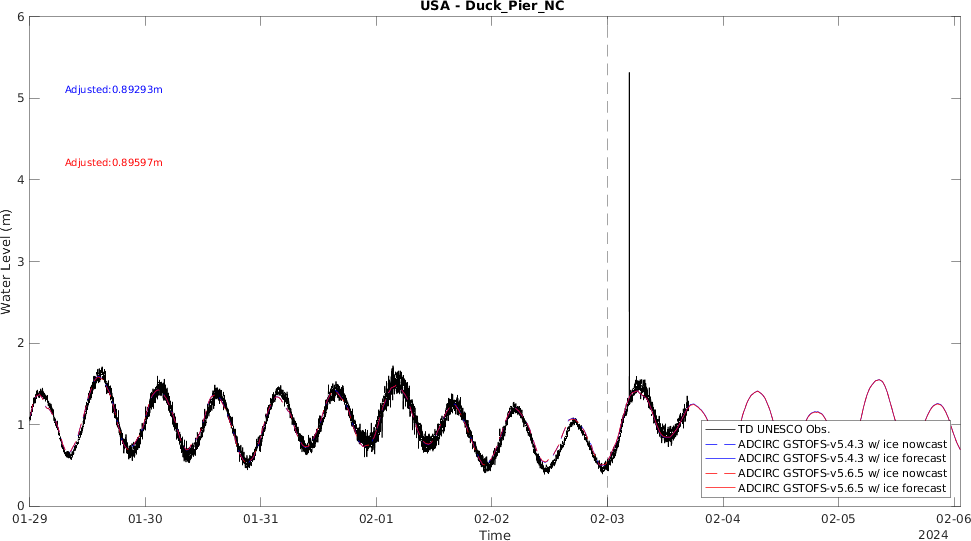 USA - Duck_Pier_NC
6
5
4
3
2
1
0
Water Level (m)
Adjusted:0.89293m
Adjusted:0.89597m
TD UNESCO Obs.
ADCIRC GSTOFS-v5.4.3 w/ ice nowcast
ADCIRC GSTOFS-v5.4.3 w/ ice forecast
ADCIRC GSTOFS-v5.6.5 w/ ice nowcast
ADCIRC GSTOFS-v5.6.5 w/ ice forecast
01-29 01-30 01-31 02-01 02-02 02-03 02-04 02-05 02-06
Time
2024